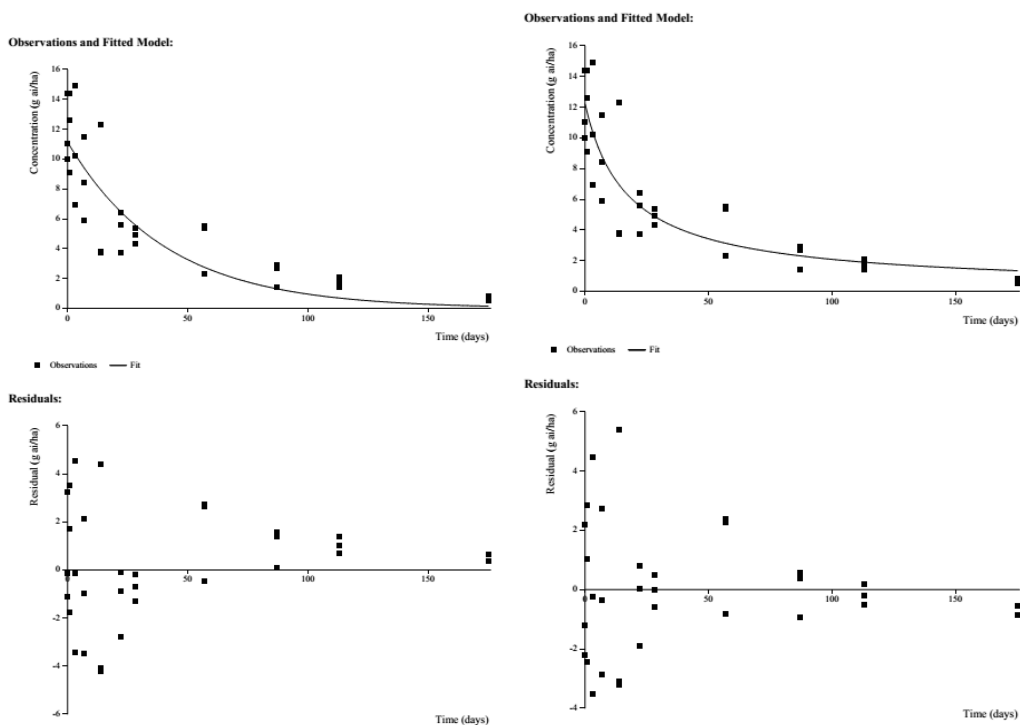 Observations and Fitted Model:
Concentration (g ai/ha)
16
14
12
10
8
6
4
2
0
0
50
100
150
Time (days)
Observations
Fit
Residuals:
Residual (g ai/ha)
6
4
2
0
-2
-4
-6
0
50
100
150
Time (days)
Observations and Fitted Model:
Concentration (g ai/ha)
16
14
12
10
8
6
4
2
0
0
50
100
150
Time (days)
Observations
Fit
Residuals:
Residual (g ai/ha)
6
4
2
0
-2
-4
0
50
100
150
Time (days)